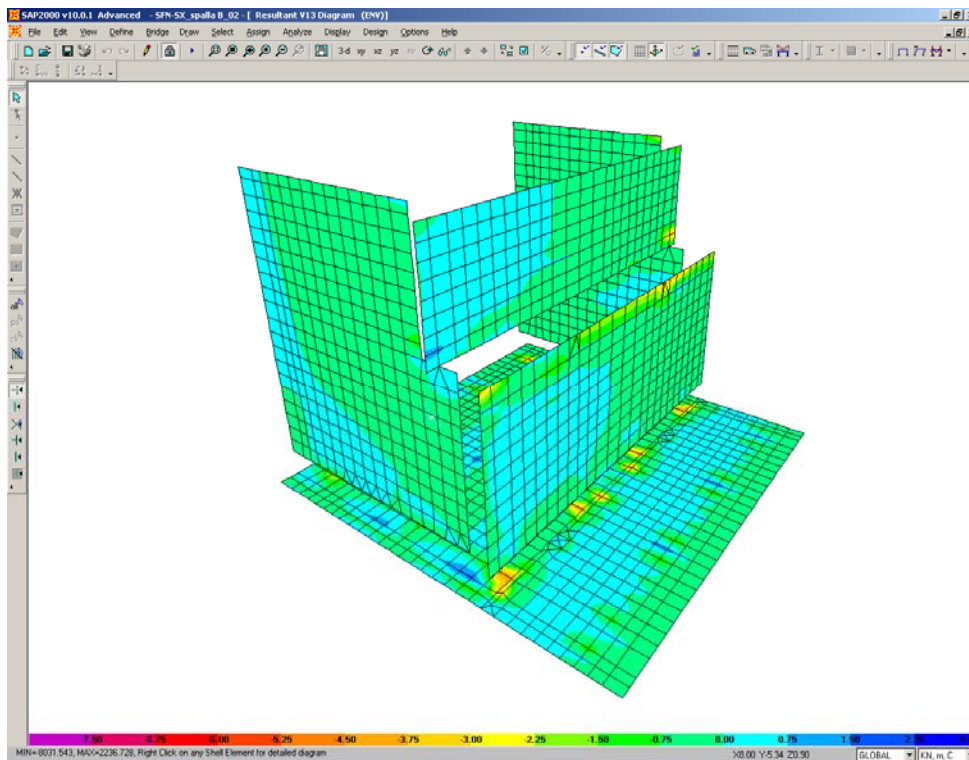 SAP2000 v10.0.1 Advanced - SFN-SX_spalla B_02 - [ Resultant V13 Diagram (ENV)]
File Edit View Define Bridge Draw Select Assign Analyze Display Design Options Help
3-d xy xz yz
all
-7.50 -6.75 -6.00 -5.25 -4.50 -3.75 -3.00 -2.25 -1.50 -0.75 0.00 0.75 1.50
MIN=-8031.543, MAX=2236.728, Right Click on any Shell Element for detailed diagram X0.00 Y-5.34 Z0.90 GLOBAL KN, m, C